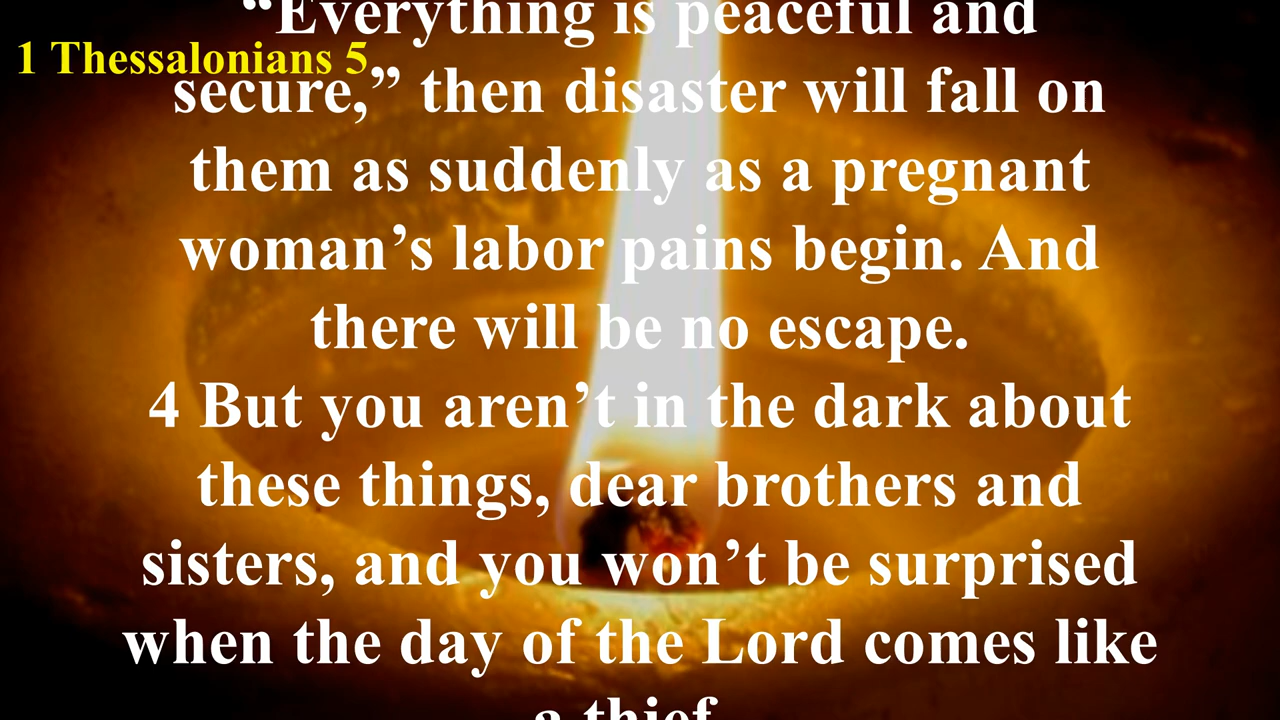 “Everything is peaceful and
1 Thessalonians 5
secure,” then disaster will fall on
them as suddenly as a pregnant
woman’s labor pains begin. And
there will be no escape.
4 But you aren’t in the dark about
these things, dear brothers and
sisters, and you won’t be surprised
when the day of the Lord comes like
a thief